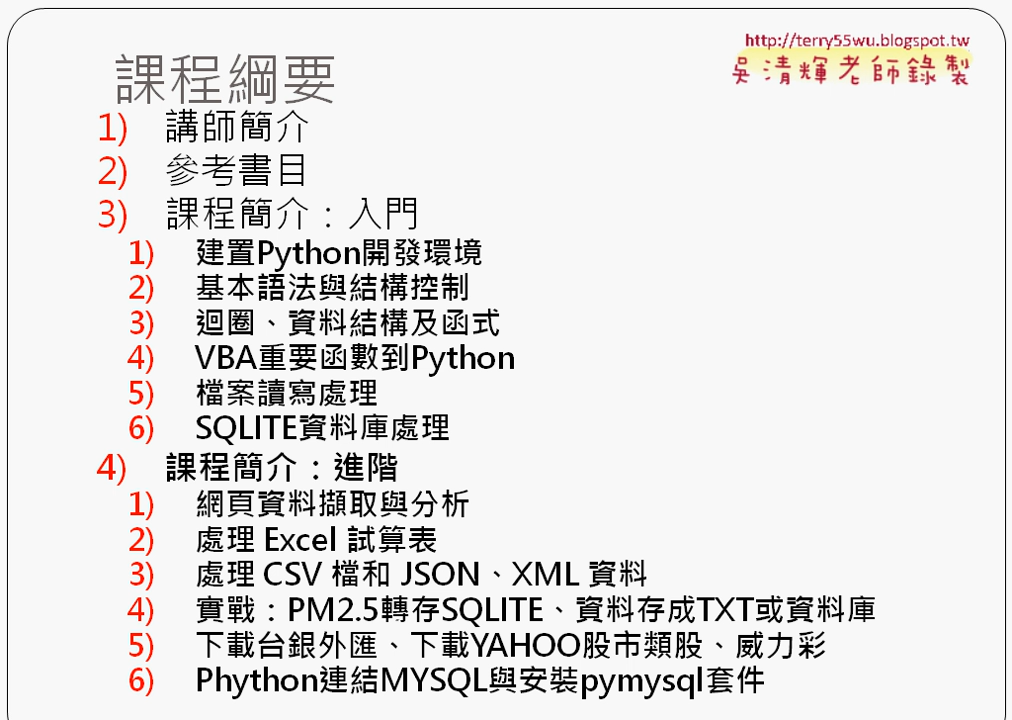 http://terry55wu.blogspot.tw
吳清輝老師錄製
課程綱要
1) 講師簡介
2) 參考書目
3) 課程簡介：入門
1) 建置Python開發環境
2) 基本語法與結構控制
3) 迴圈、資料結構及函式
4) VBA重要函數到Python
5) 檔案讀寫處理
6) SQLITE資料庫處理
4) 課程簡介：進階
1) 網頁資料擷取與分析
2) 處理 Excel 試算表
3) 處理 CSV 檔和 JSON、XML 資料
4) 實戰：PM2.5轉存SQLITE、資料存成TXT或資料庫
5) 下載台銀外匯、下載YAHOO股市類股、威力彩
6) Phython連結MYSQL與安裝pymysql套件